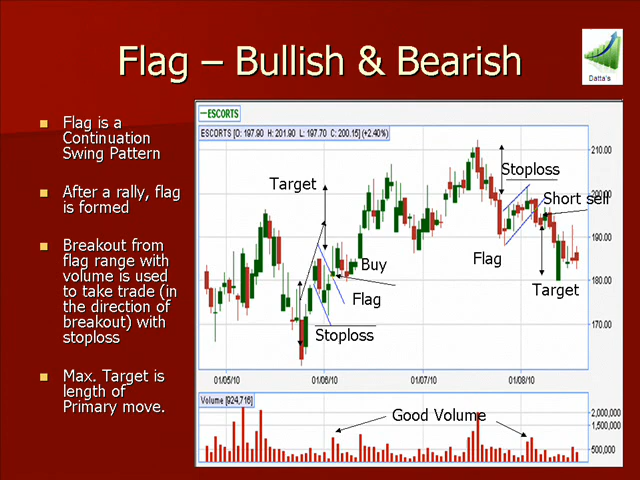 Flag – Bullish & Bearish
Datta's
Flag is a
Continuation
Swing Pattern
After a rally, flag
is formed
Breakout from
flag range with
volume is used
to take trade (in
the direction of
breakout) with
stoploss
Max. Target is
length of
Primary move.
ESCORTS
ESCORTS [O: 197.90 H: 201.90 L: 197.70 C: 200.15] (+2.40%)
210.00
Stoploss
Target
200.00
Short sell
190.00
Flag
Buy
180.00
Target
Flag
170.00
Stoploss
01/05/10 01/06/10 01/07/10 01/08/10
Volume [924,716]
Good Volume
2,000,000
1,500,000
500,000